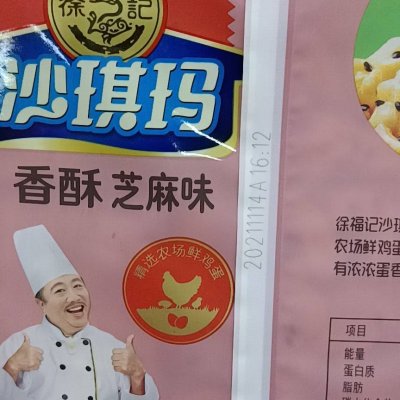 徐 記
沙琪玛
香酥 芝麻味
精选农场鲜鸡蛋
20211114A16:12
徐福记沙琪
农场鲜鸡蛋
有浓浓蛋香
项目
能量
蛋白质
脂肪